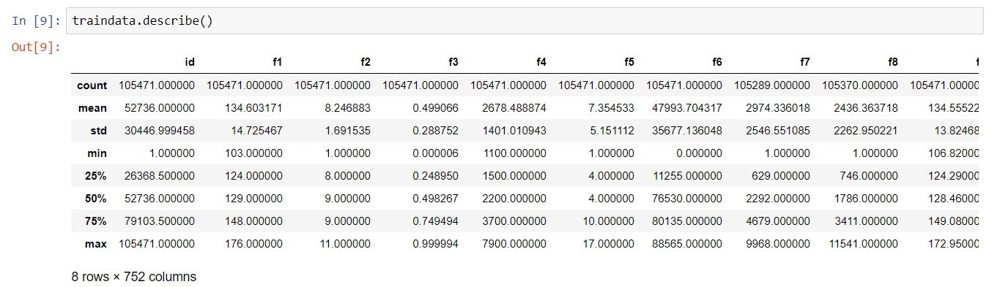 In [9]: traindata.describe()
Out[9]:
id f1 f2 f3 f4 f5 f6 f7 f8 f
count 105471.000000 105471.000000 105471.000000 105471.000000 105471.000000 105471.000000 105471.000000 105289.000000 105370.000000 105471.00000
mean 52736.000000 134.603171 8.246883 0.499066 2678.488874 7.354533 47993.704317 2974.336018 2436.363718 134.55522
std 30446.999458 14.725467 1.691535 0.288752 1401.010943 5.151112 35677.136048 2546.551085 2262.950221 13.82468
min 1.000000 103.000000 1.000000 0.000006 1100.000000 1.000000 0.000000 1.000000 1.000000 106.82000
25% 26368.500000 124.000000 8.000000 0.248950 1500.000000 4.000000 11255.000000 629.000000 746.000000 124.29000
50% 52736.000000 129.000000 9.000000 0.498267 2200.000000 4.000000 76530.000000 2292.000000 1786.000000 128.46000
75% 79103.500000 148.000000 9.000000 0.749494 3700.000000 10.000000 80135.000000 4679.000000 3411.000000 149.08000
max 105471.000000 176.000000 11.000000 0.999994 7900.000000 17.000000 88565.000000 9968.000000 11541.000000 172.95000
8 rows × 752 columns